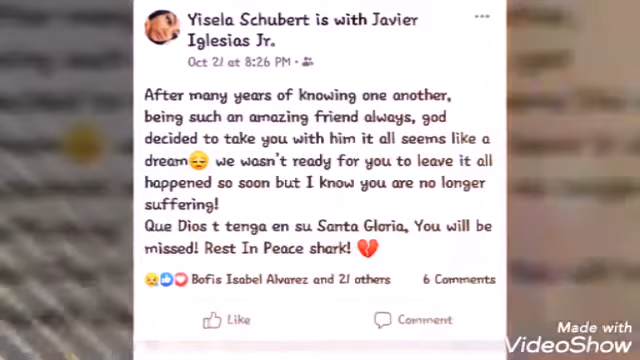 Yisela Schubert is with Javier
Iglesias Jr.
Oct 21 at 8:26 PM •
After many years of knowing one another,
being such an amazing friend always, god
decided to take you with him it all seems like a
dream😔 we wasn't ready for you to leave it all
happened so soon but I know you are no longer
suffering!
Que Dios t tenga en su Santa Gloria, You will be
missed! Rest In Peace shark! 💔
Bofis Isabel Alvarez and 21 others 6 Comments
Like Comment
Made with
VideoShow